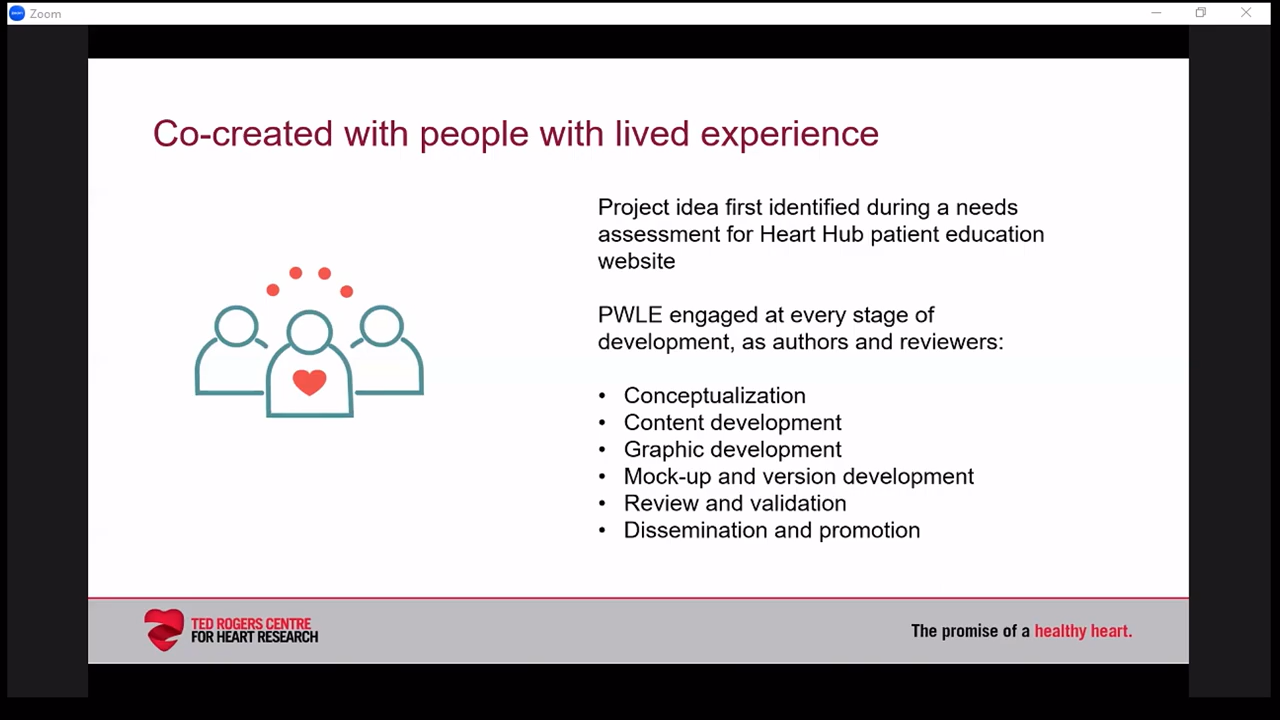 Zoom
Co-created with people with lived experience
Project idea first identified during a needs
assessment for Heart Hub patient education
website
PWLE engaged at every stage of
development, as authors and reviewers:
• Conceptualization
• Content development
• Graphic development
• Mock-up and version development
• Review and validation
• Dissemination and promotion
TED ROGERS CENTRE
FOR HEART RESEARCH
The promise of a healthy heart.